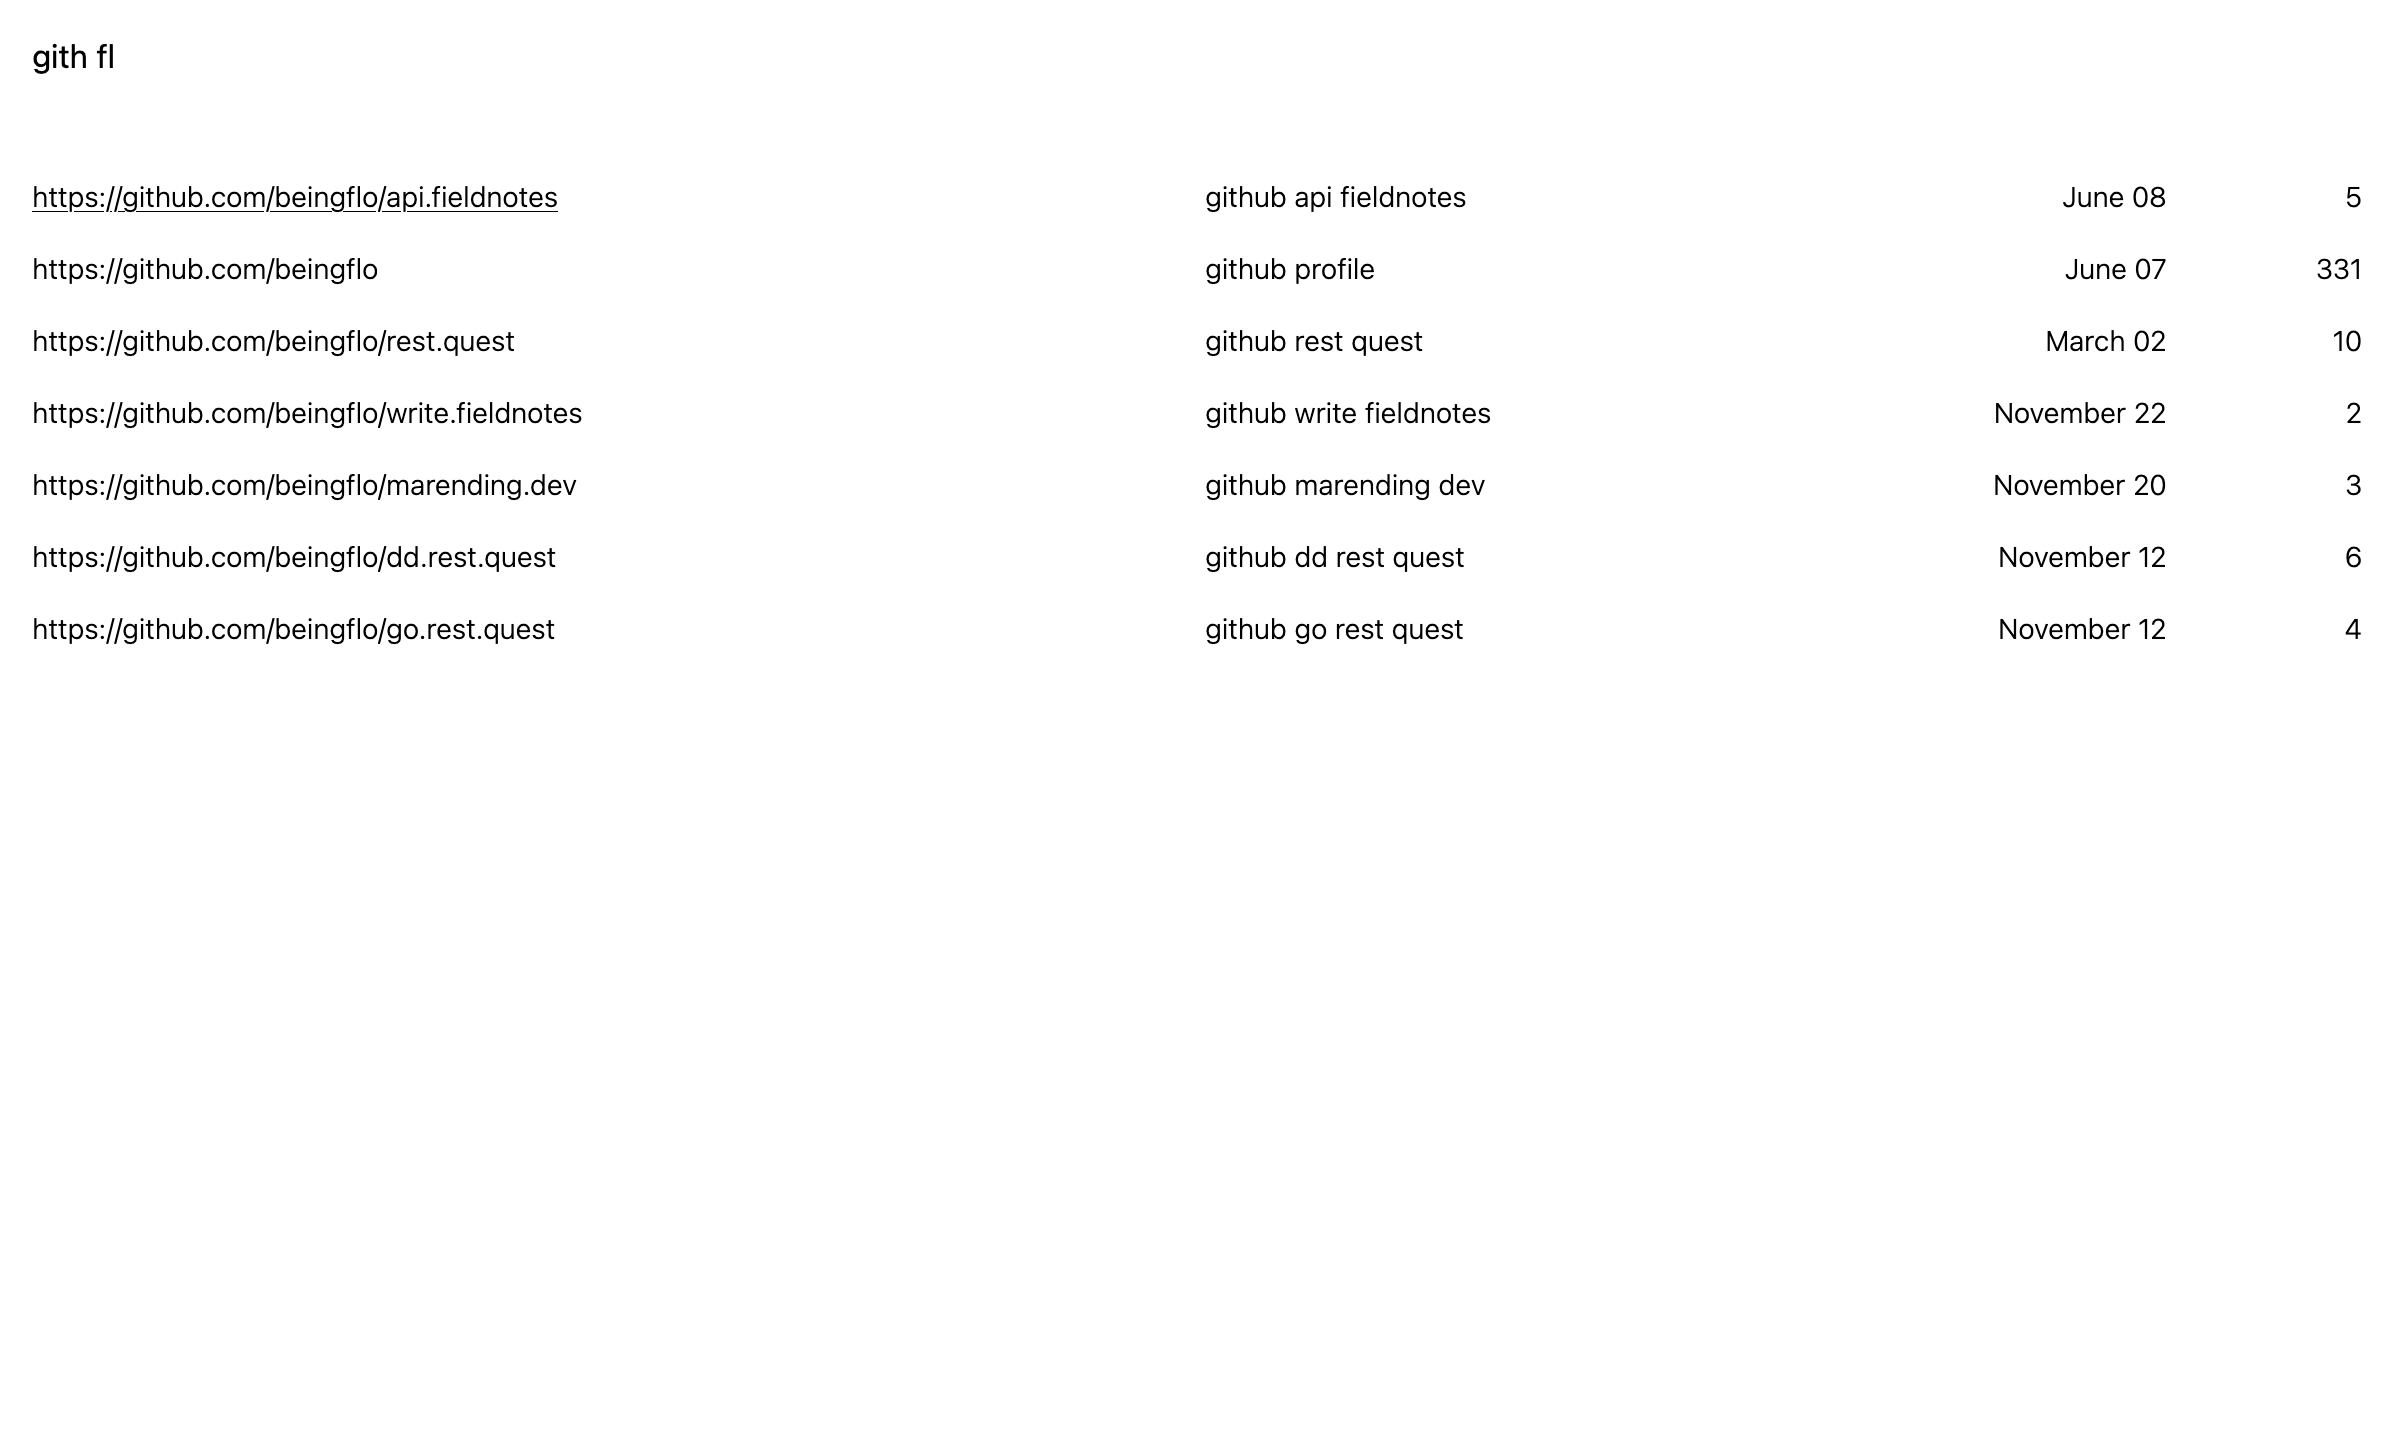 gith fl
https://github.com/beingflo/api.fieldnotes github api fieldnotes June 08 5
https://github.com/beingflo github profile June 07 331
https://github.com/beingflo/rest.quest github rest quest March 02 10
https://github.com/beingflo/write.fieldnotes github write fieldnotes November 22 2
https://github.com/beingflo/marending.dev github marending dev November 20 3
https://github.com/beingflo/dd.rest.quest github dd rest quest November 12 6
https://github.com/beingflo/go.rest.quest github go rest quest November 12 4